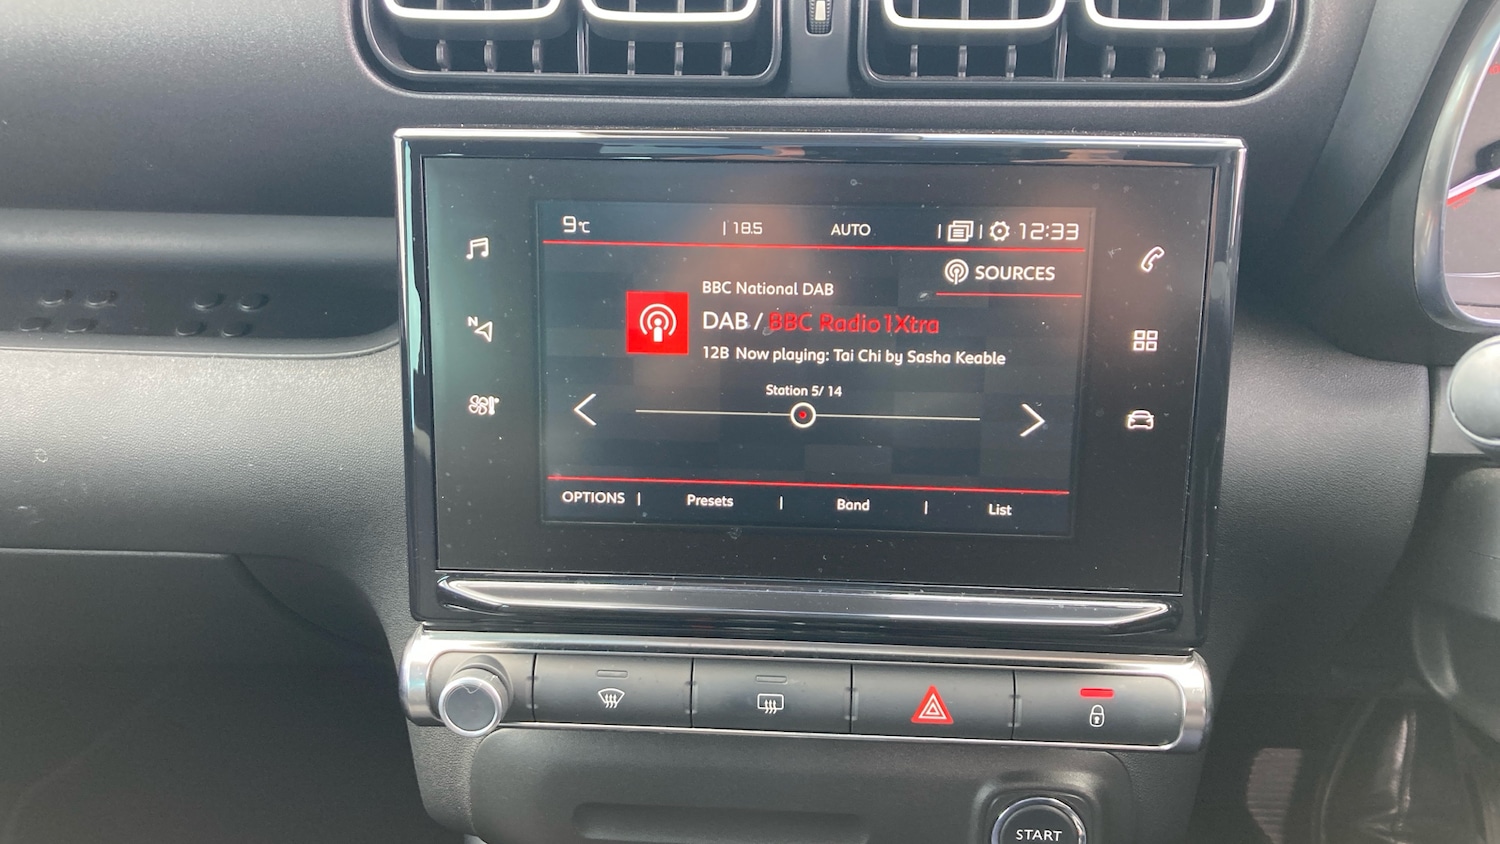 9°C | 18.5 AUTO | | 12:33
SOURCES
BBC National DAB
DAB / BBC Radio 1Xtra
12B Now playing: Tai Chi by Sasha Keable
Station 5/ 14
N
OPTIONS | Presets | Band | List
START